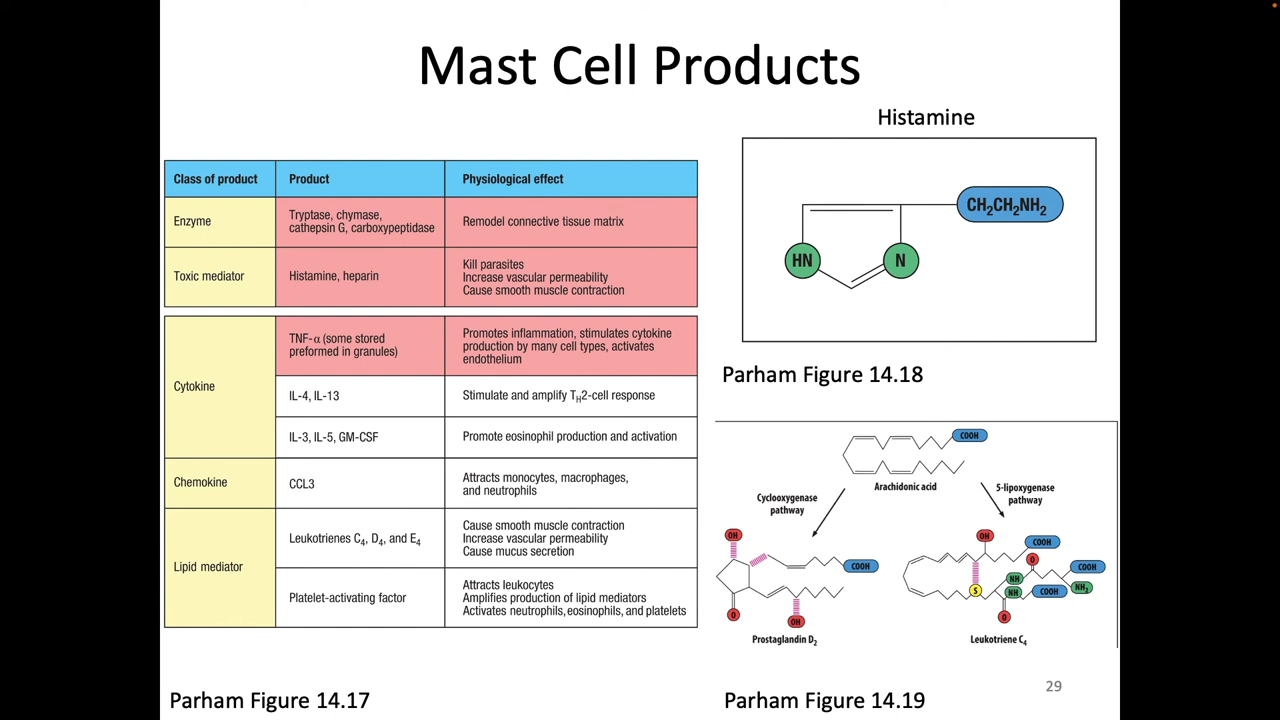 Mast Cell Products
Class of product
Product
Physiological effect
Enzyme
Tryptase, chymase,
cathepsin G, carboxypeptidase
Remodel connective tissue matrix
Toxic mediator
Histamine, heparin
Kill parasites
Increase vascular permeability
Cause smooth muscle contraction
Cytokine
TNF-α (some stored
preformed in granules)
Promotes inflammation, stimulates cytokine
production by many cell types, activates
endothelium
IL-4, IL-13
Stimulate and amplify TH2-cell response
IL-3, IL-5, GM-CSF
Promote eosinophil production and activation
Chemokine
CCL3
Attracts monocytes, macrophages,
and neutrophils
Lipid mediator
Leukotrienes C4, D4, and E4
Cause smooth muscle contraction
Increase vascular permeability
Cause mucus secretion
Platelet-activating factor
Attracts leukocytes
Amplifies production of lipid mediators
Activates neutrophils, eosinophils, and platelets
Parham Figure 14.17
Histamine
CH2CH2NH2
HN
N
Parham Figure 14.18
COOH
Arachidonic acid
Cyclooxygenase
pathway
5-lipoxygenase
pathway
OH
COOH
O
OH
Prostaglandin D2
OH
COOH
O
COOH
NH
NH2
S
NH
COOH
O
Leukotriene C4
Parham Figure 14.19
29